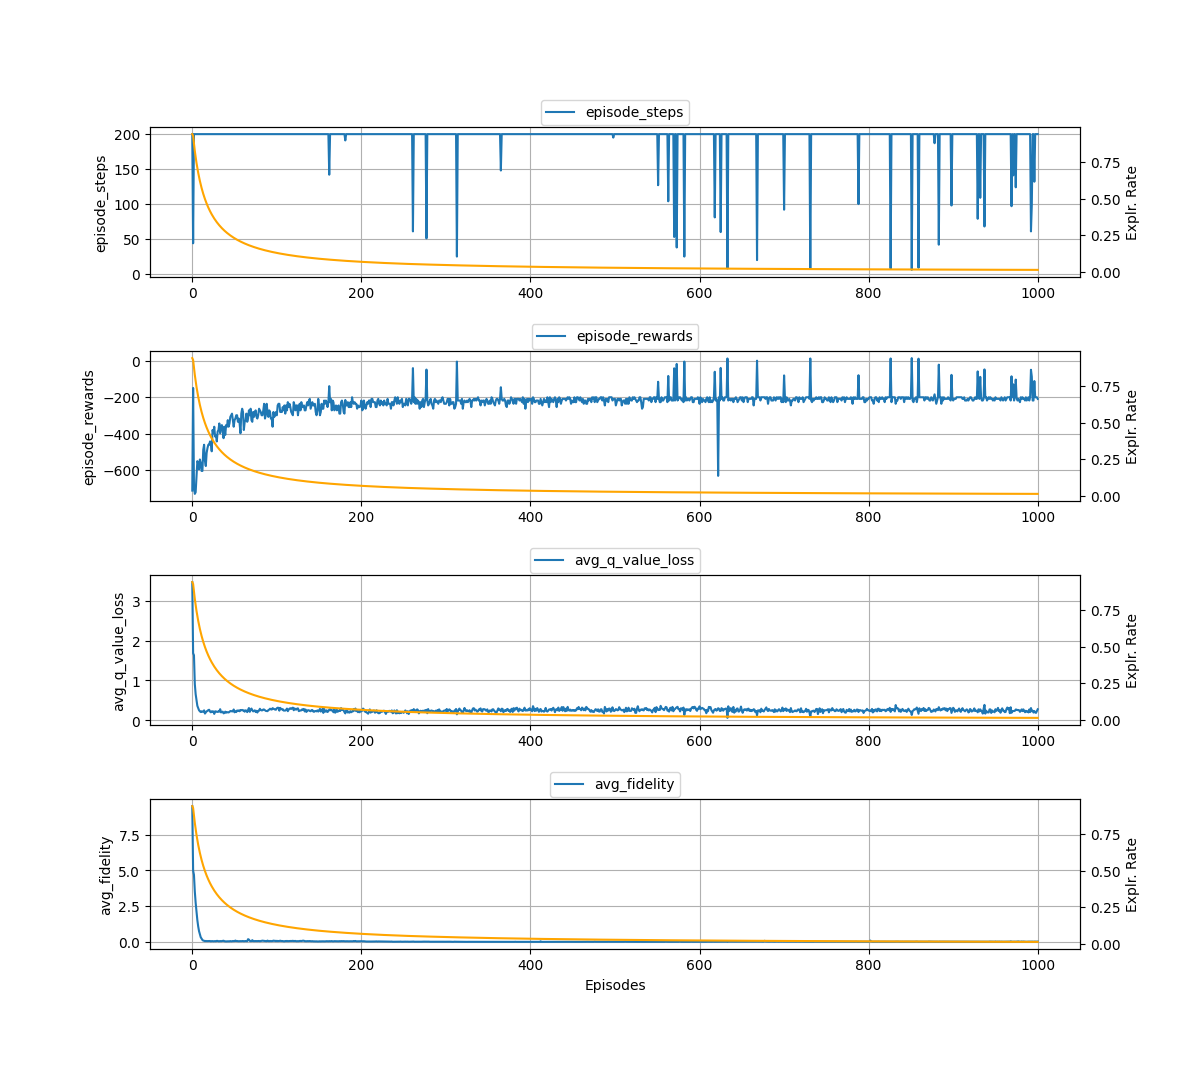 episode_steps
episode_steps
200
150
100
50
0
0.75
0.50
0.25
0.00
Explr. Rate
0 200 400 600 800 1000
episode_rewards
episode_rewards
0
−200
−400
−600
0.75
0.50
0.25
0.00
Explr. Rate
0 200 400 600 800 1000
avg_q_value_loss
avg_q_value_loss
3
2
1
0
0.75
0.50
0.25
0.00
Explr. Rate
0 200 400 600 800 1000
avg_fidelity
avg_fidelity
7.5
5.0
2.5
0.0
0.75
0.50
0.25
0.00
Explr. Rate
0 200 400 600 800 1000
Episodes